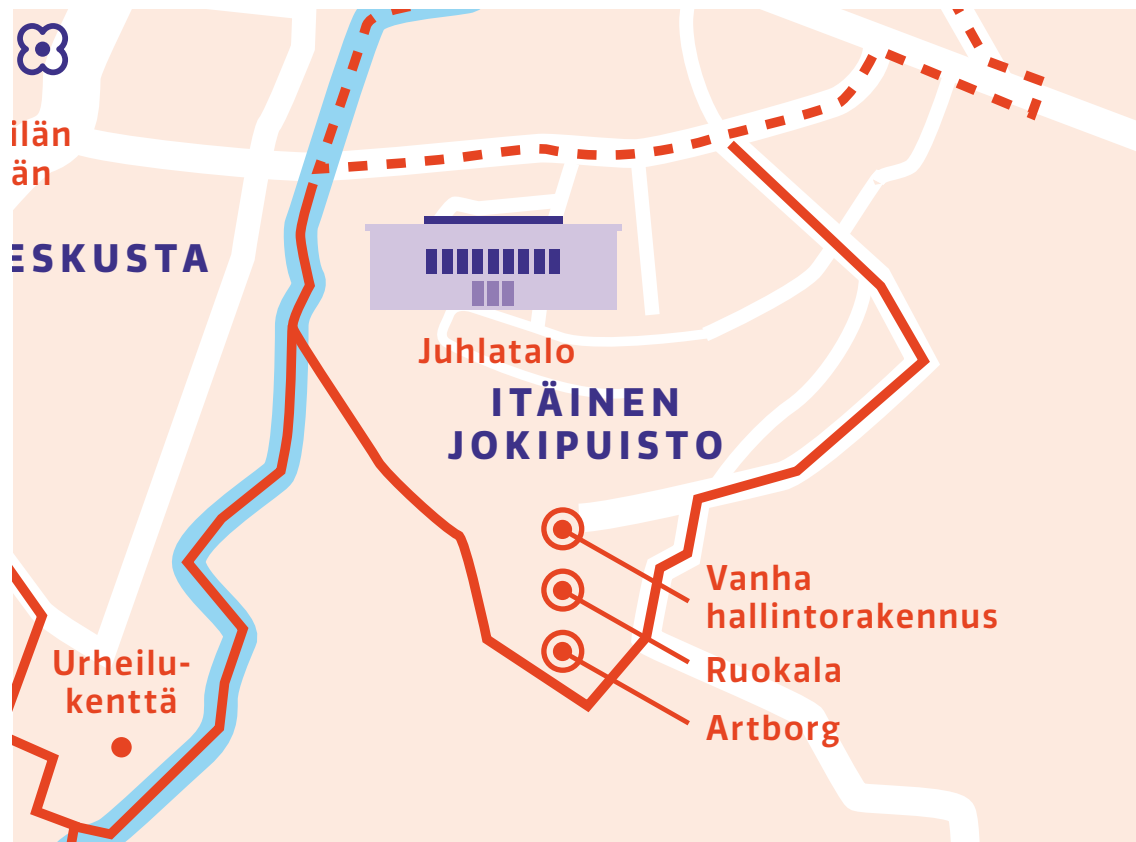 ilän
än
ESKUSTA
Juhlatalo
ITÄINEN
JOKIPUISTO
Vanha
hallintorakennus
Ruokala
Artborg
Urheilu-
kenttä